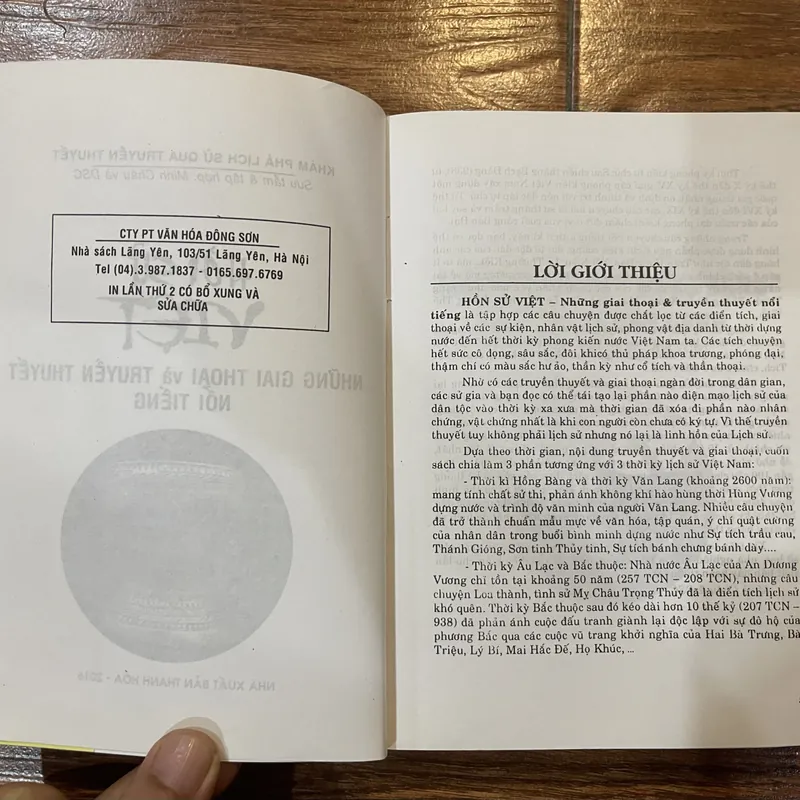 KHÁM PHÁ LỊCH SỬ QUA TRUYỀN THUYẾT
Sưu tầm & tập hợp: Minh Châu và DSC
CTY PT VĂN HÓA ĐÔNG SƠN
Nhà sách Lãng Yên, 103/51 Lãng Yên, Hà Nội
Tel (04).3.987.1837 - 0165.697.6769
IN LẦN THỨ 2 CÓ BỔ XUNG VÀ
SỬA CHỮA
VIỆT
NHỮNG GIAI THOẠI và TRUYỀN THUYẾT
NỔI TIẾNG
NHÀ XUẤT BẢN THANH HÓA - 2016
LỜI GIỚI THIỆU
HỒN SỬ VIỆT – Những giai thoại & truyền thuyết nổi
tiếng là tập hợp các câu chuyện được chắt lọc từ các điển tích, giai
thoại về các sự kiện, nhân vật lịch sử, phong vật địa danh từ thời dựng
nước đến hết thời kỳ phong kiến nước Việt Nam ta. Các tích chuyện
hết sức cô đọng, sâu sắc, đôi khicó thủ pháp khoa trương, phóng đại,
thậm chí có màu sắc hư ảo, thần kỳ như cổ tích và thần thoại.
Nhờ có các truyền thuyết và giai thoại ngàn đời trong dân gian,
các sử gia và bạn đọc có thể tái tạo lại phần nào diện mạo lịch sử của
dân tộc vào thời kỳ xa xưa mà thời gian đã xóa đi phần nào nhân
chứng, vật chứng nhất là khi con người còn chưa có ký tự. Vì thế truyền
thuyết tuy không phải lịch sử nhưng nó lại là linh hồn của Lịch sử.
Dựa theo thời gian, nội dung truyền thuyết và giai thoại, cuốn
sách chia làm 3 phần tương ứng với 3 thời kỳ lịch sử Việt Nam:
- Thời kì Hồng Bàng và thời kỳ Văn Lang (khoảng 2600 năm):
mang tính chất sử thi, phản ánh không khí hào hùng thời Hùng Vương
dựng nước và trình độ văn minh của người Văn Lang. Nhiều câu chuyện
đã trở thành chuẩn mẫu mực về văn hóa, tập quán, ý chí quật cường
của nhân dân trong buổi bình minh dựng nước như Sự tích trầu cau,
Thánh Gióng, Sơn tinh Thủy tinh, Sự tích bánh chưng bánh dày....
- Thời kỳ Âu Lạc và Bắc thuộc: Nhà nước Âu Lạc của An Dương
Vương chỉ tồn tại khoảng 50 năm (257 TCN – 208 TCN), nhưng câu
chuyện Loa thành, tình sử Mỵ Châu Trọng Thủy đã là điển tích lịch sử
khó quên. Thời kỳ Bắc thuộc sau đó kéo dài hơn 10 thế kỷ (207 TCN –
938) đã phản ánh cuộc đấu tranh giành lại độc lập với sự đô hộ của
phương Bắc qua các cuộc vũ trang khởi nghĩa của Hai Bà Trưng, Bà
Triệu, Lý Bí, Mai Hắc Đế, Họ Khúc, ...